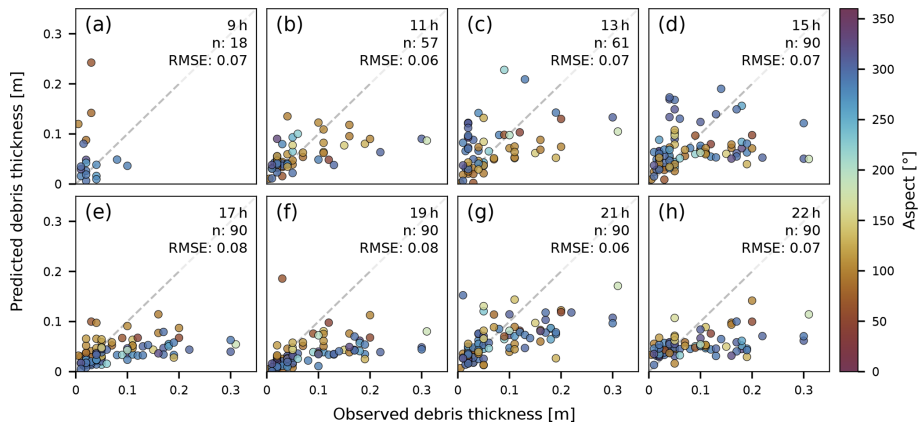 (a)
9 h
n: 18
RMSE: 0.07
(b)
11 h
n: 57
RMSE: 0.06
(c)
13 h
n: 61
RMSE: 0.07
(d)
15 h
n: 90
RMSE: 0.07
(e)
17 h
n: 90
RMSE: 0.08
(f)
19 h
n: 90
RMSE: 0.08
(g)
21 h
n: 90
RMSE: 0.06
(h)
22 h
n: 90
RMSE: 0.07
Predicted debris thickness [m]
0.3
0.2
0.1
0
0.3
0.2
0.1
0
0 0.1 0.2 0.3
0 0.1 0.2 0.3
0 0.1 0.2 0.3
0 0.1 0.2 0.3
Observed debris thickness [m]
350
300
250
200
150
100
50
0
Aspect [°]